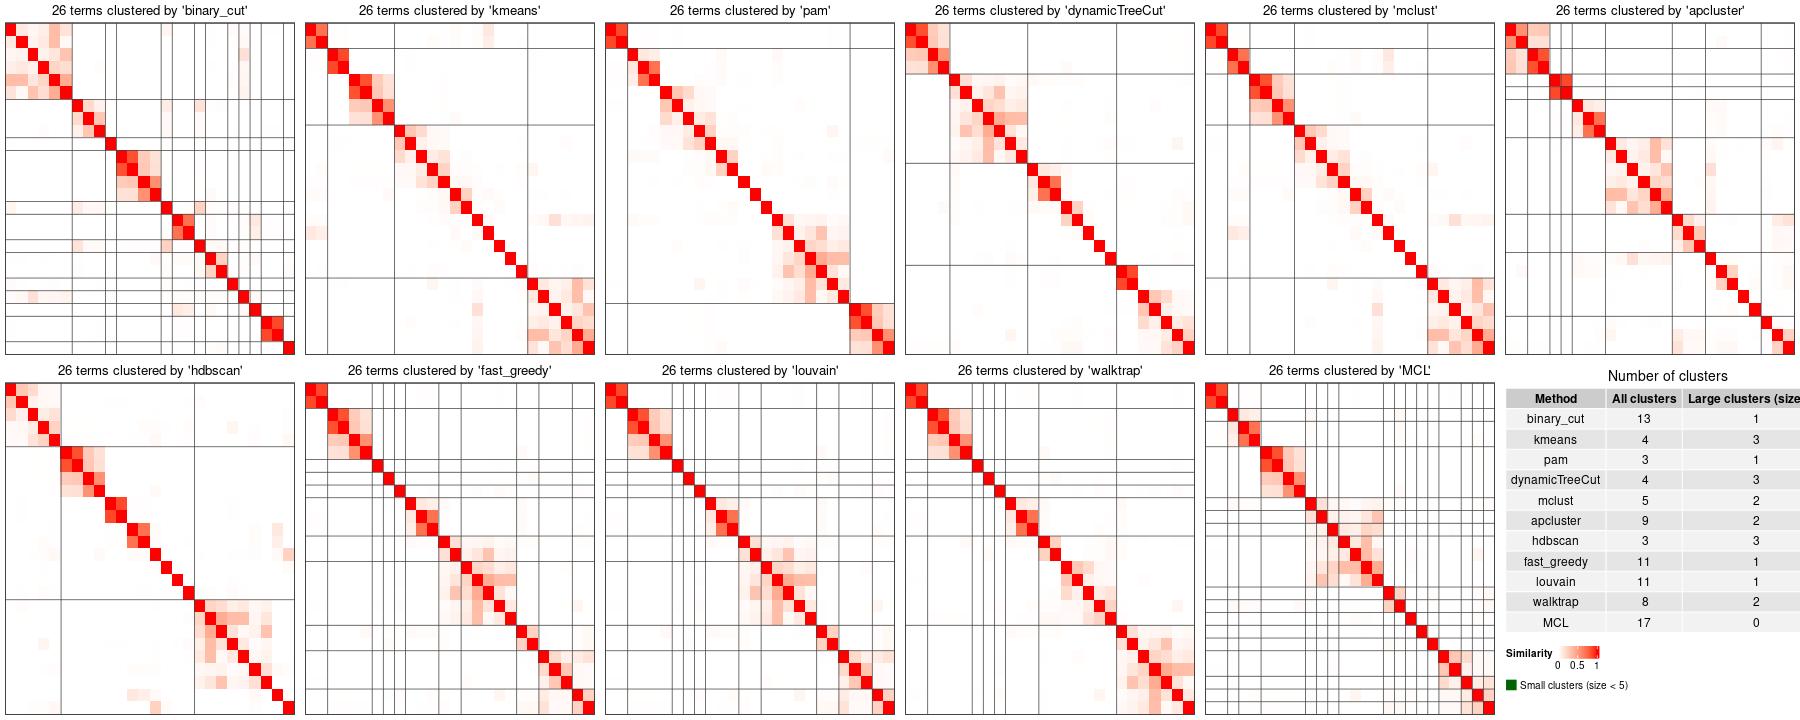 26 terms clustered by 'binary_cut'
26 terms clustered by 'kmeans'
26 terms clustered by 'pam'
26 terms clustered by 'dynamicTreeCut'
26 terms clustered by 'mclust'
26 terms clustered by 'apcluster'
26 terms clustered by 'hdbscan'
26 terms clustered by 'fast_greedy'
26 terms clustered by 'louvain'
26 terms clustered by 'walktrap'
26 terms clustered by 'MCL'
Number of clusters
Method All clusters Large clusters (size
binary_cut 13 1
kmeans 4 3
pam 3 1
dynamicTreeCut 4 3
mclust 5 2
apcluster 9 2
hdbscan 3 3
fast_greedy 11 1
louvain 11 1
walktrap 8 2
MCL 17 0
Similarity
0 0.5 1
Small clusters (size < 5)